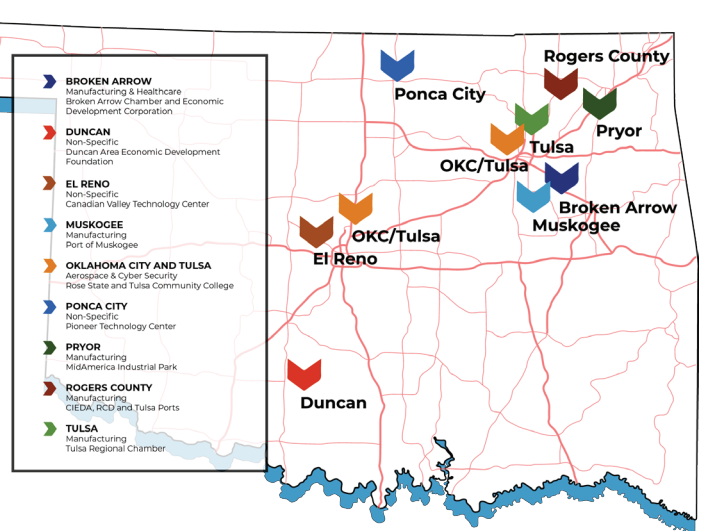 BROKEN ARROW
Manufacturing & Healthcare
Broken Arrow Chamber and Economic
Development Corporation
DUNCAN
Non-Specific
Duncan Area Economic Development
Foundation
EL RENO
Non-Specific
Canadian Valley Technology Center
MUSKOGEE
Manufacturing
Port of Muskogee
OKLAHOMA CITY AND TULSA
Aerospace & Cyber Security
Rose State and Tulsa Community College
PONCA CITY
Non-Specific
Pioneer Technology Center
PRYOR
Manufacturing
MidAmerica Industrial Park
ROGERS COUNTY
Manufacturing
CIEDA, RCD and Tulsa Ports
TULSA
Manufacturing
Tulsa Regional Chamber
Rogers County
Ponca City
Pryor
Tulsa
OKC/Tulsa
Broken Arrow
Muskogee
OKC/Tulsa
El Reno
Duncan